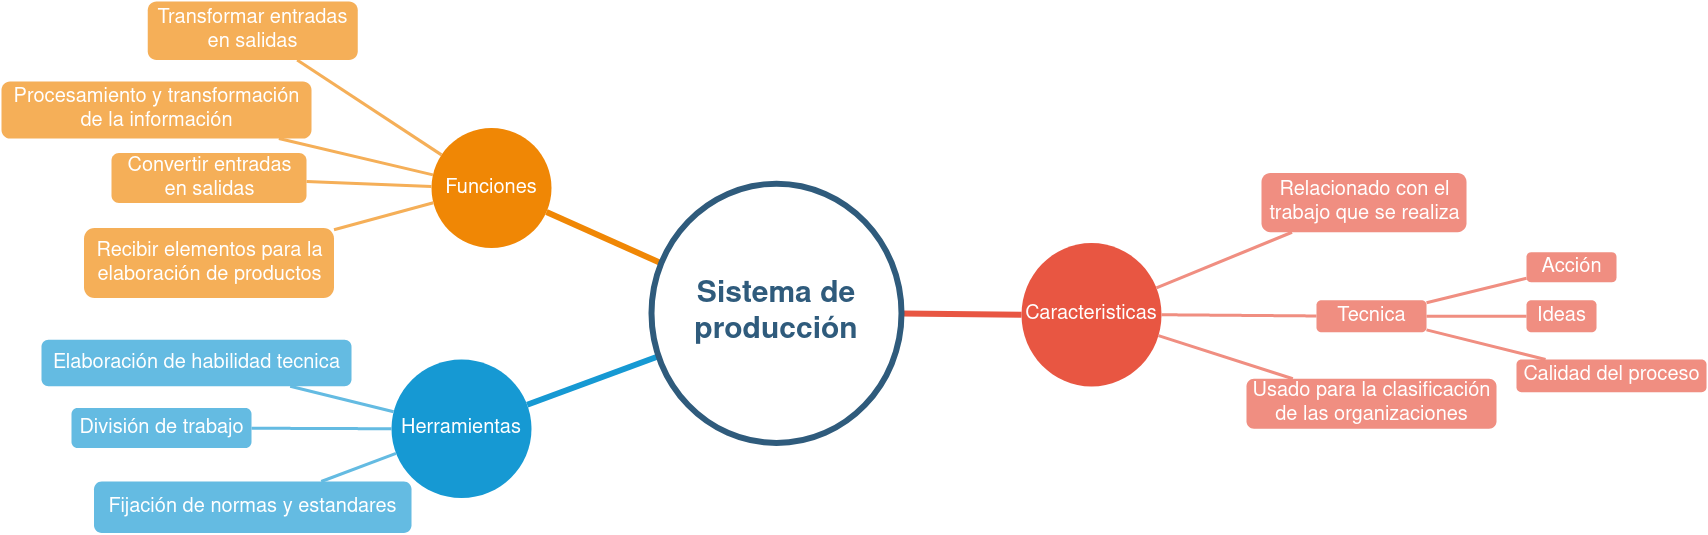 Transformar entradas
en salidas
Procesamiento y transformación
de la información
Convertir entradas
en salidas
Recibir elementos para la
elaboración de productos
Funciones
Elaboración de habilidad tecnica
División de trabajo
Fijación de normas y estandares
Herramientas
Sistema de
producción
Caracteristicas
Relacionado con el
trabajo que se realiza
Tecnica
Acción
Ideas
Calidad del proceso
Usado para la clasificación
de las organizaciones